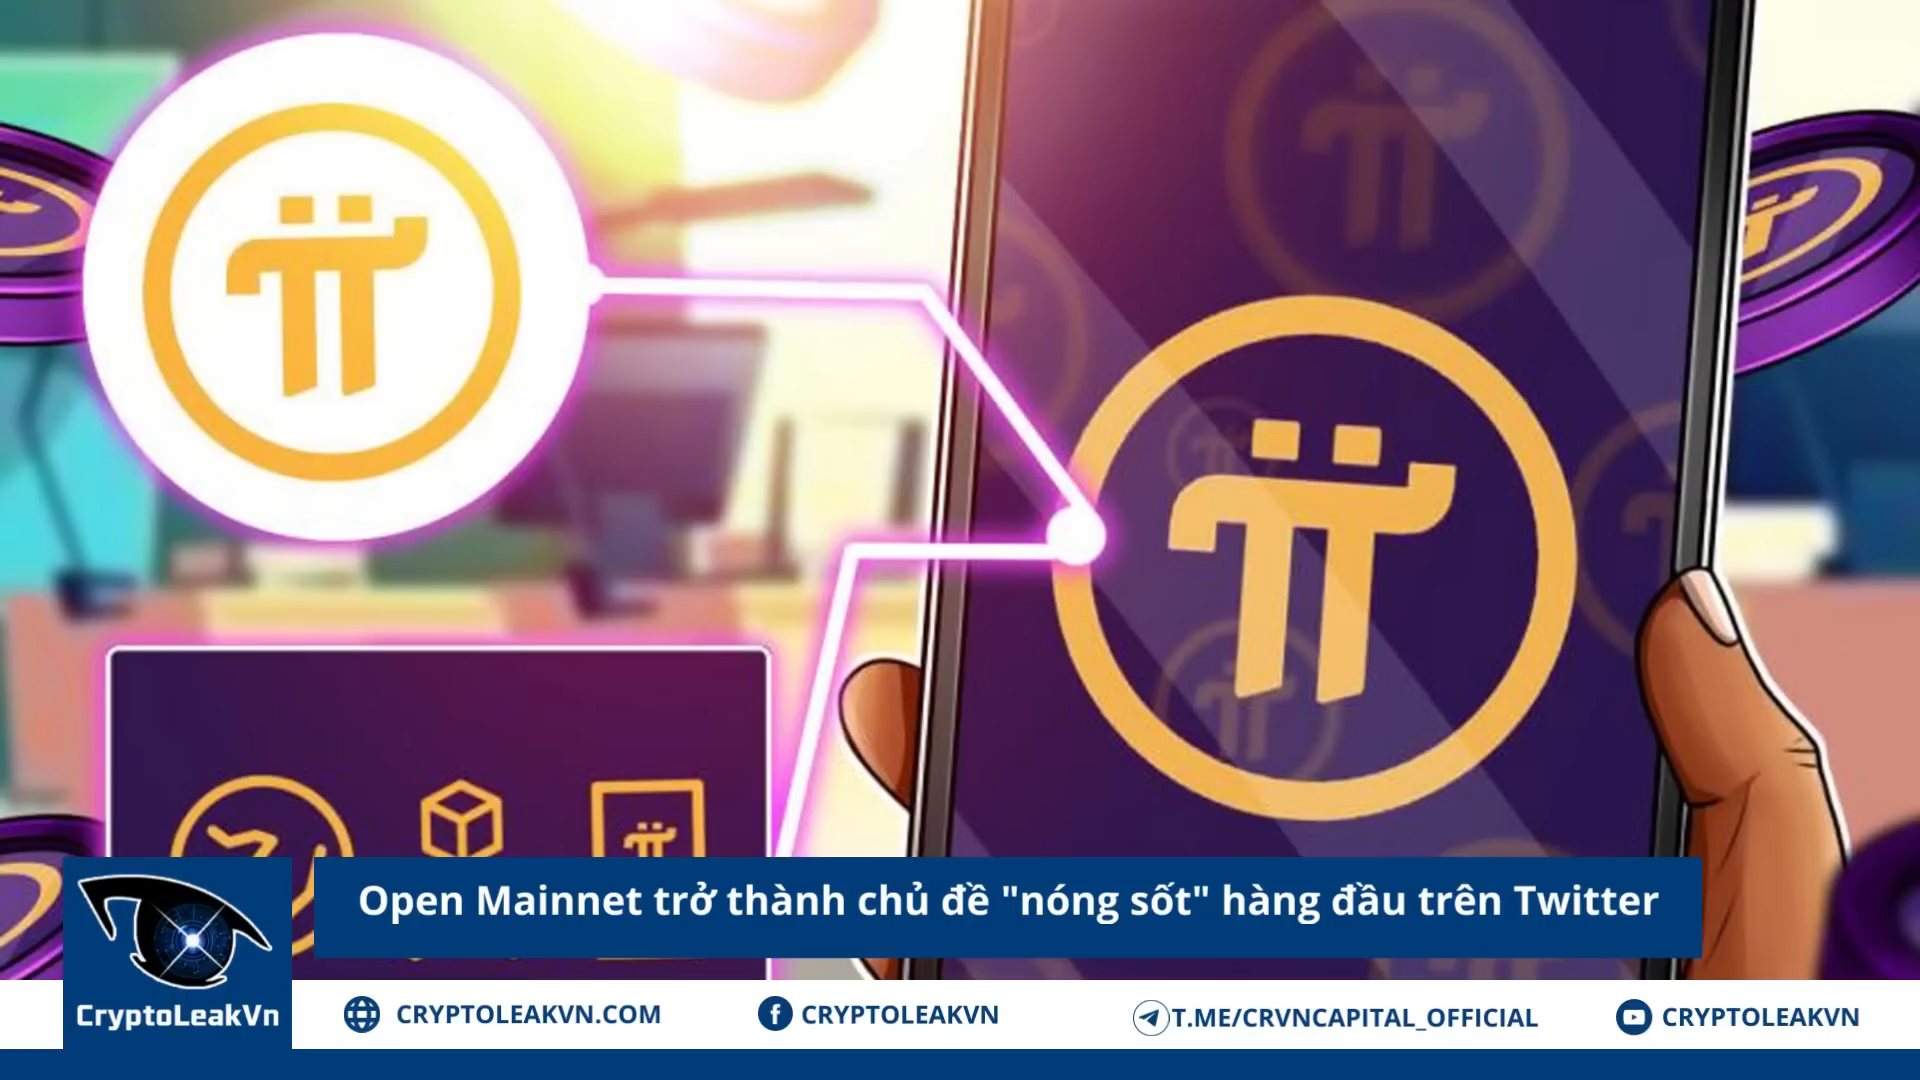 Open Mainnet trở thành chủ đề "nóng sốt" hàng đầu trên Twitter
CryptoLeakVn
CRYPTOLEAKVN.COM
CRYPTOLEAKVN
T.ME/CRVNCAPITAL_OFFICIAL
CRYPTOLEAKVN